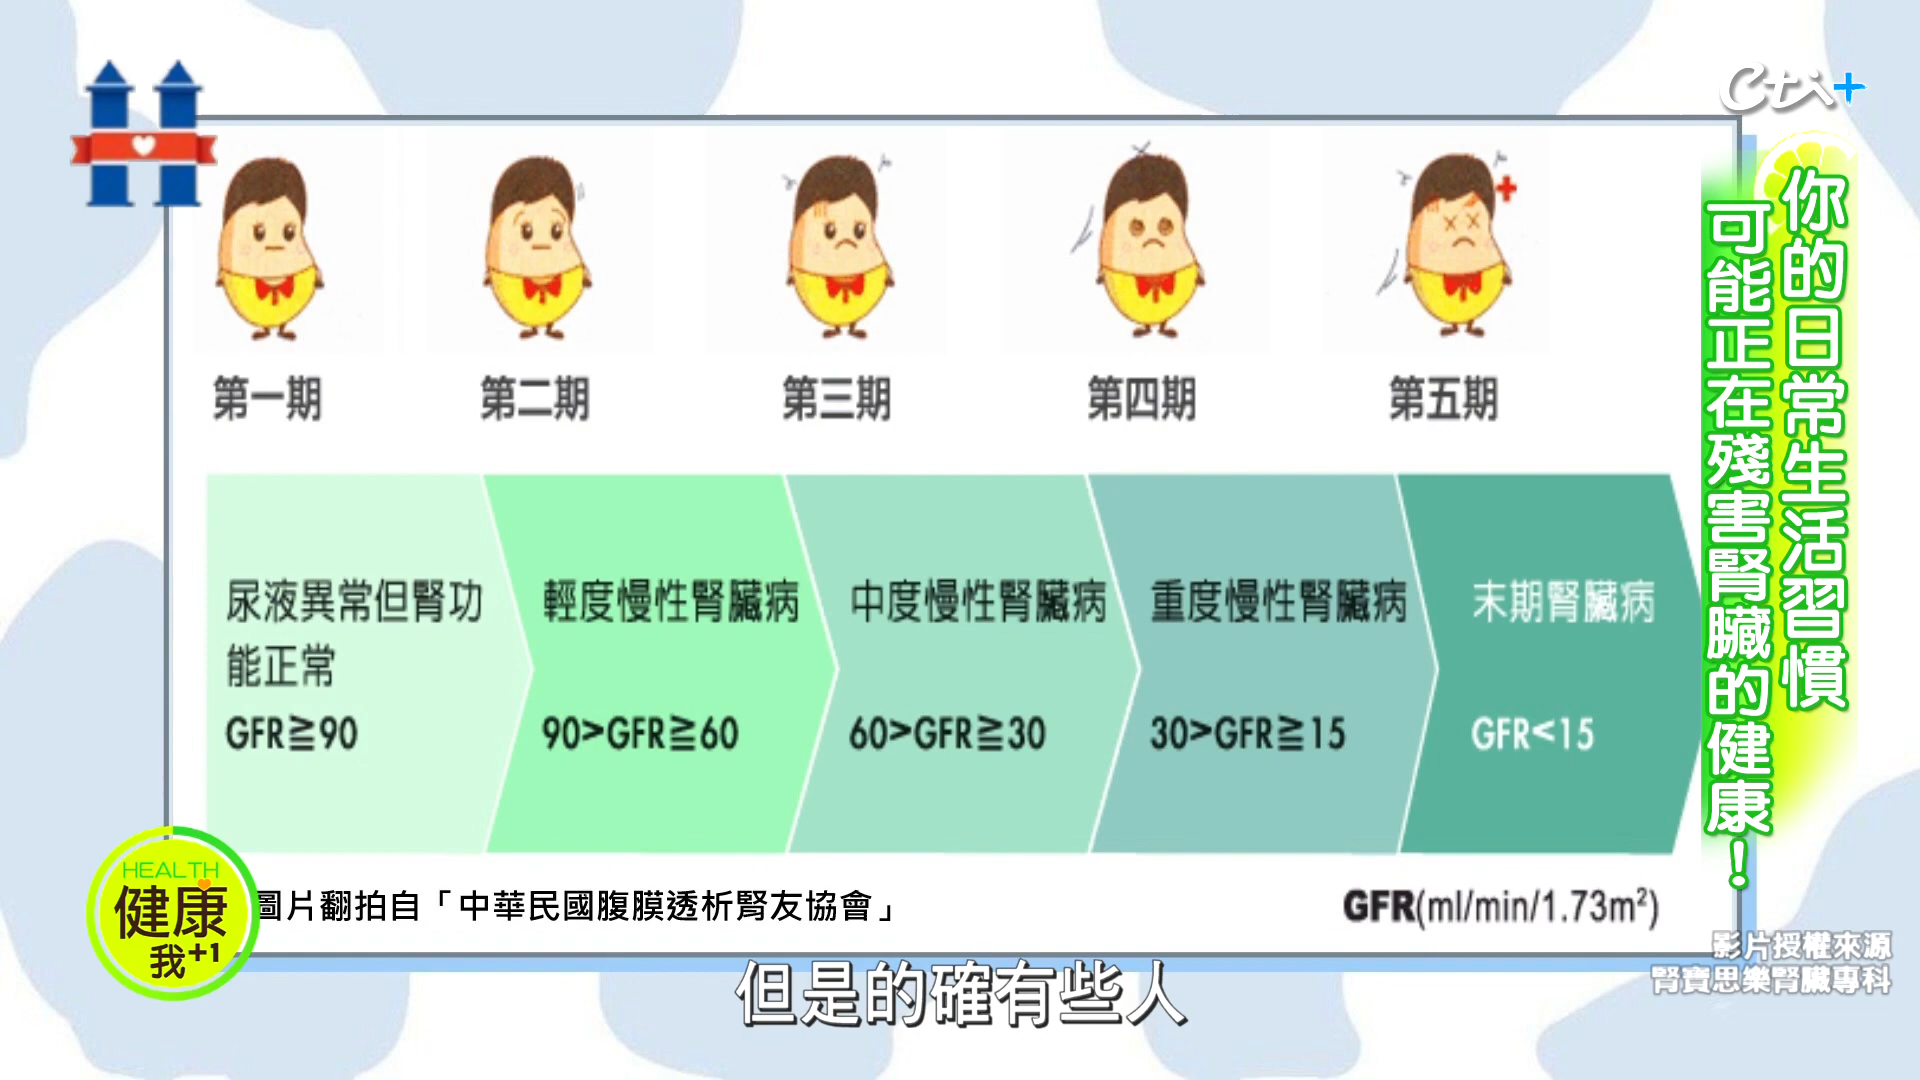 Cti+
你的日常生活習慣
可能正在殘害腎臟的健康！
第一期
第二期
第三期
第四期
第五期
尿液異常但腎功
能正常
GFR≧90
輕度慢性腎臟病
90>GFR≧60
中度慢性腎臟病
60>GFR≧30
重度慢性腎臟病
30>GFR≧15
末期腎臟病
GFR<15
HEALTH
健康
我+1
圖片翻拍自「中華民國腹膜透析腎友協會」
GFR(ml/min/1.73m²)
影片授權來源
腎寶思樂腎臟專科
但是的確有些人